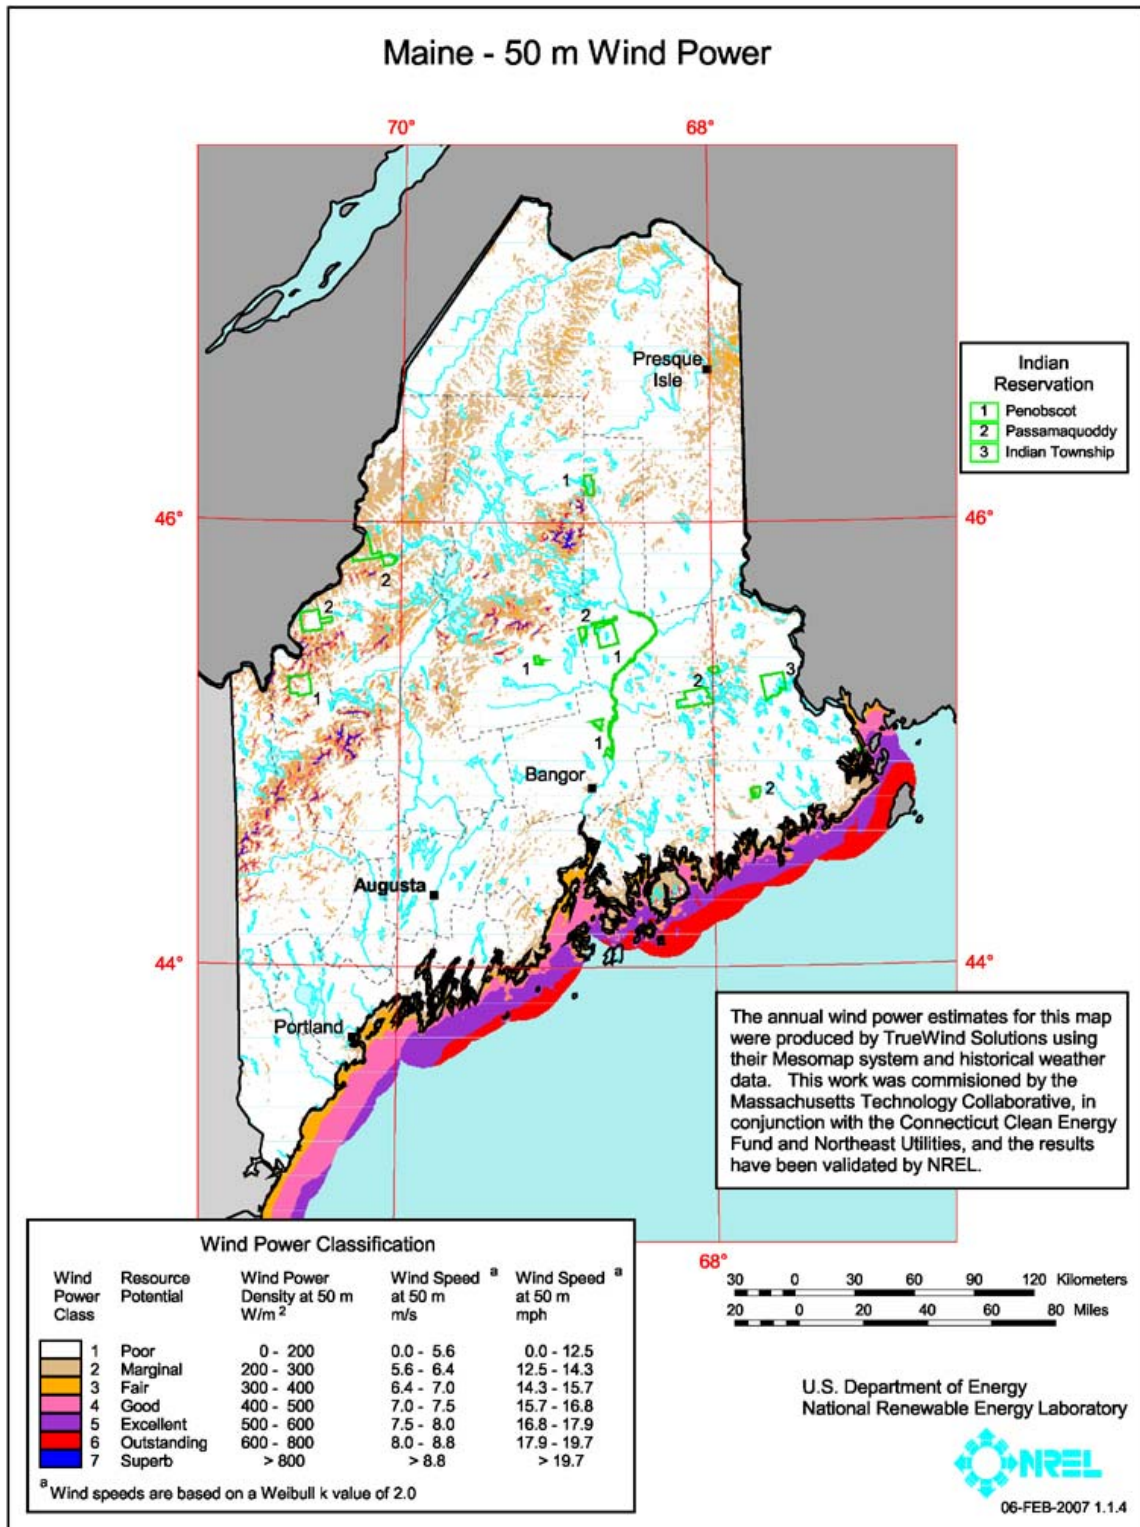 Maine - 50 m Wind Power
70° 68°
Presque
Isle
Indian
Reservation
1 Penobscot
2 Passamaquoddy
3 Indian Township
1
46° 46°
2
2
2
1
1
1
2
3
1
1
Bangor
2
Augusta
44° 44°
Portland
The annual wind power estimates for this map
were produced by TrueWind Solutions using
their Mesomap system and historical weather
data. This work was commisioned by the
Massachusetts Technology Collaborative, in
conjunction with the Connecticut Clean Energy
Fund and Northeast Utilities, and the results
have been validated by NREL.
68°
Wind Power Classification
Wind Resource Wind Power Wind Speed a Wind Speed a
Power Potential Density at 50 m at 50 m at 50 m
Class W/m 2 m/s mph
1 Poor 0 - 200 0.0 - 5.6 0.0 - 12.5
2 Marginal 200 - 300 5.6 - 6.4 12.5 - 14.3
3 Fair 300 - 400 6.4 - 7.0 14.3 - 15.7
4 Good 400 - 500 7.0 - 7.5 15.7 - 16.8
5 Excellent 500 - 600 7.5 - 8.0 16.8 - 17.9
6 Outstanding 600 - 800 8.0 - 8.8 17.9 - 19.7
7 Superb > 800 > 8.8 > 19.7
a Wind speeds are based on a Weibull k value of 2.0
30 0 30 60 90 120 Kilometers
20 0 20 40 60 80 Miles
U.S. Department of Energy
National Renewable Energy Laboratory
NREL
06-FEB-2007 1.1.4